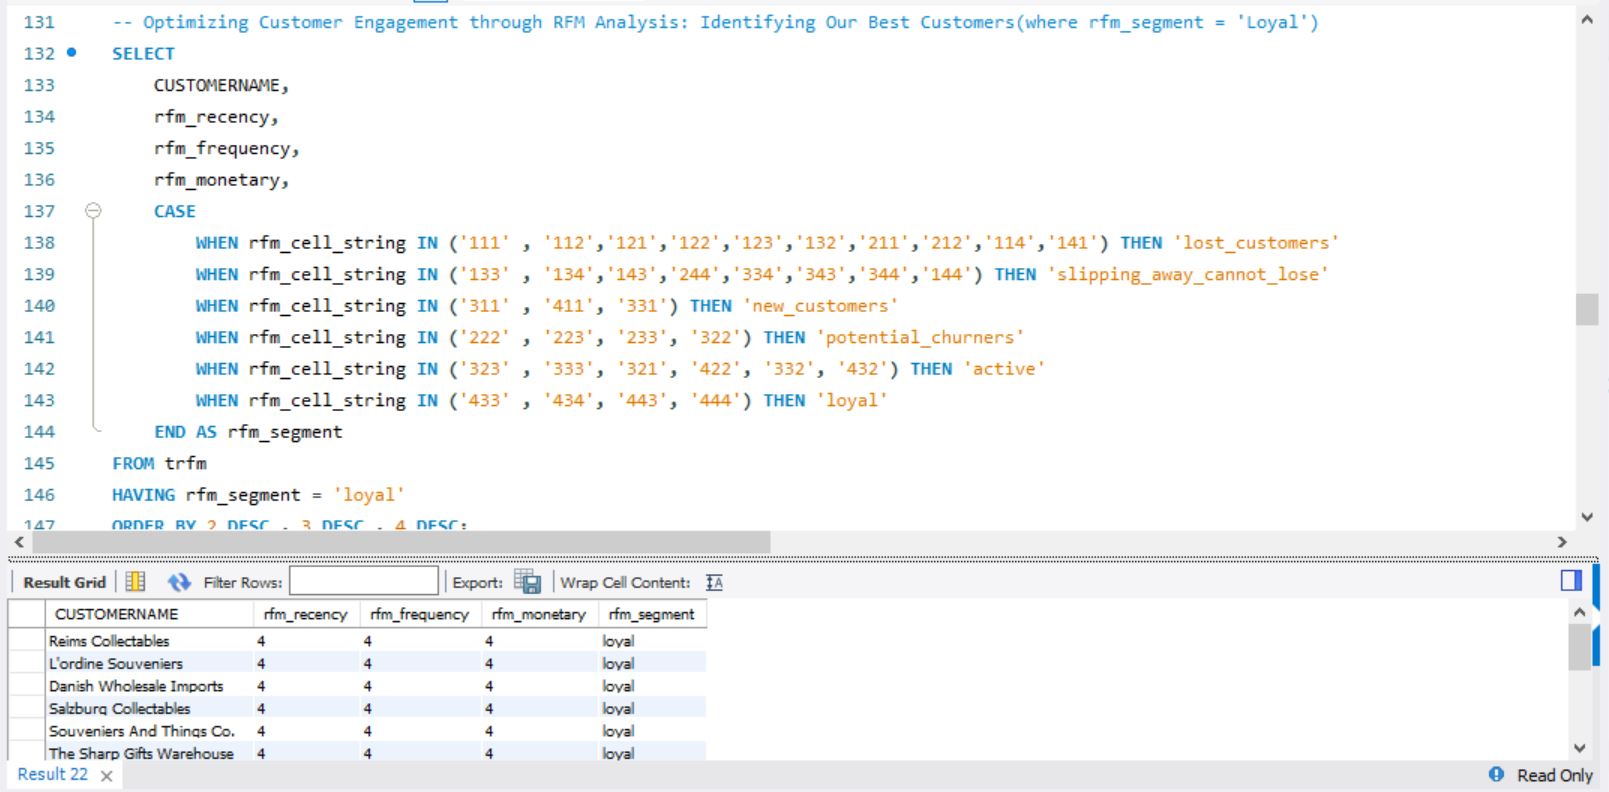 131 -- Optimizing Customer Engagement through RFM Analysis: Identifying Our Best Customers(where rfm_segment = 'Loyal')
132 SELECT
133 CUSTOMERNAME,
134 rfm_recency,
135 rfm_frequency,
136 rfm_monetary,
137 CASE
138 WHEN rfm_cell_string IN ('111' , '112','121','122','123','132','211','212','114','141') THEN 'lost_customers'
139 WHEN rfm_cell_string IN ('133' , '134','143','244','334','343','344','144') THEN 'slipping_away_cannot_lose'
140 WHEN rfm_cell_string IN ('311' , '411', '331') THEN 'new_customers'
141 WHEN rfm_cell_string IN ('222' , '223', '233', '322') THEN 'potential_churners'
142 WHEN rfm_cell_string IN ('323' , '333', '321', '422', '332', '432') THEN 'active'
143 WHEN rfm_cell_string IN ('433' , '434', '443', '444') THEN 'loyal'
144 END AS rfm_segment
145 FROM trfm
146 HAVING rfm_segment = 'loyal'
147 ORDER BY 2 DESC , 3 DESC , 4 DESC;
Result Grid Filter Rows: Export: Wrap Cell Content: IA
CUSTOMERNAME rfm_recency rfm_frequency rfm_monetary rfm_segment
Reims Collectables 4 4 4 loyal
L'ordine Souveniers 4 4 4 loyal
Danish Wholesale Imports 4 4 4 loyal
Salzburg Collectables 4 4 4 loyal
Souveniers And Things Co. 4 4 4 loyal
The Sharp Gifts Warehouse 4 4 4 loyal
Result 22 Read Only